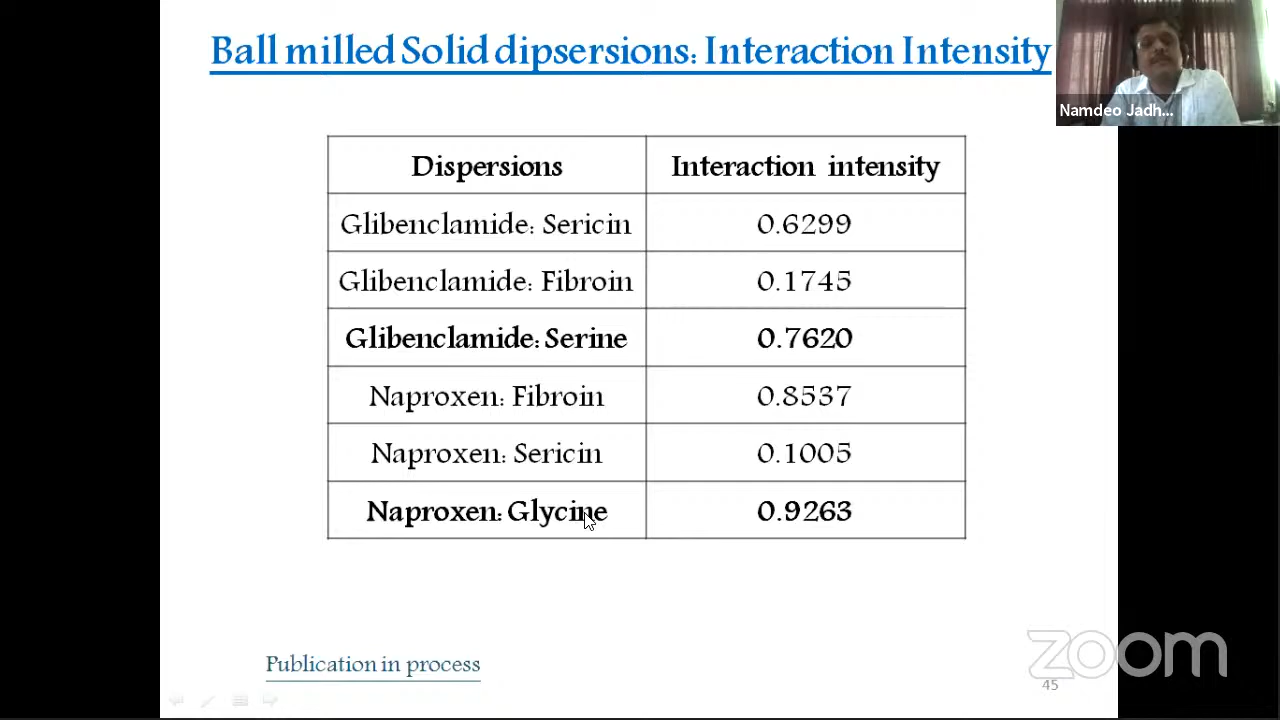 Ball milled Solid dipsersions: Interaction Intensity
Namdeo Jadh...
Dispersions Interaction intensity
Glibenclamide: Sericin 0.6299
Glibenclamide: Fibroin 0.1745
Glibenclamide: Serine 0.7620
Naproxen: Fibroin 0.8537
Naproxen: Sericin 0.1005
Naproxen: Glycine 0.9263
Publication in process
zoom
45